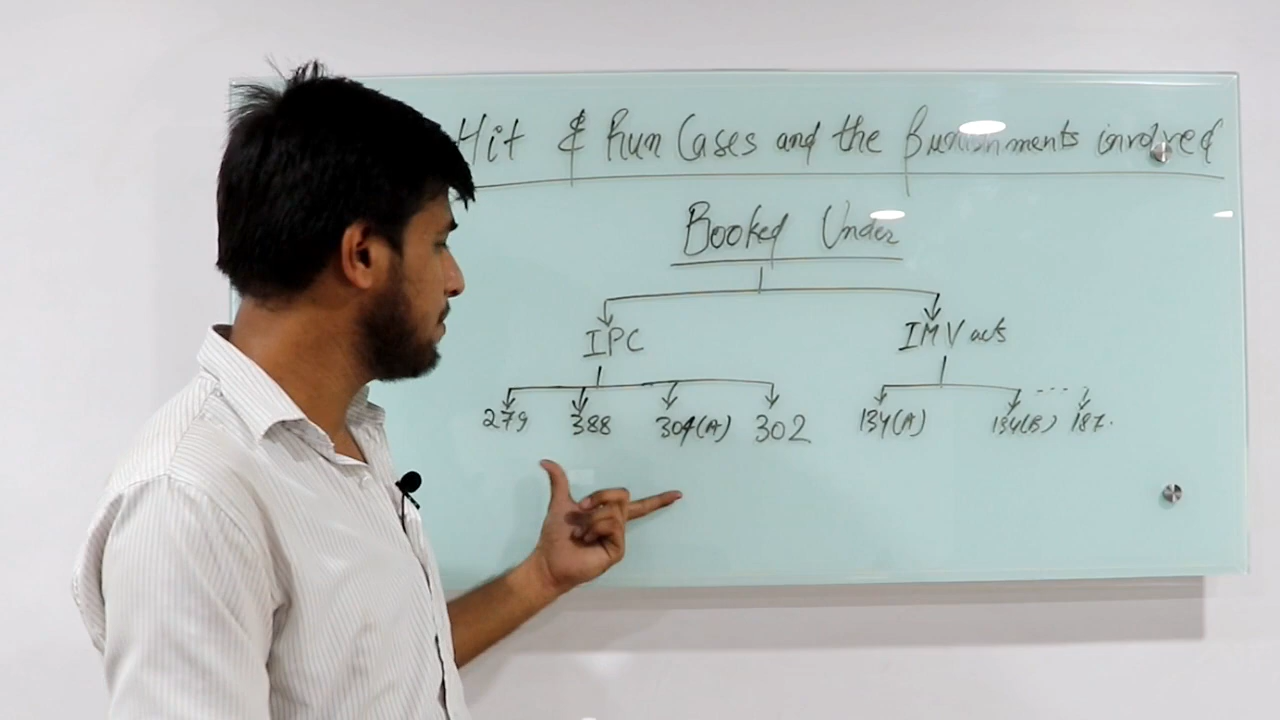 Hit & Run Cases and the Punishments involved
Booked Under
IPC IMV acts
279 388 304(A) 302 134(A) 134(B) 187.